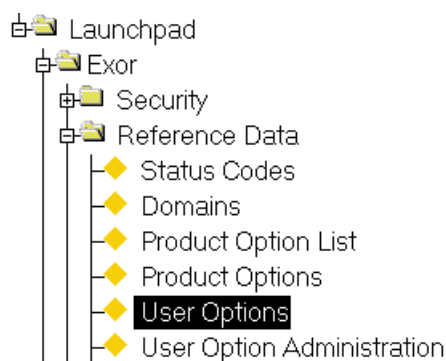 Launchpad
Exor
Security
Reference Data
Status Codes
Domains
Product Option List
Product Options
User Options
User Option Administration